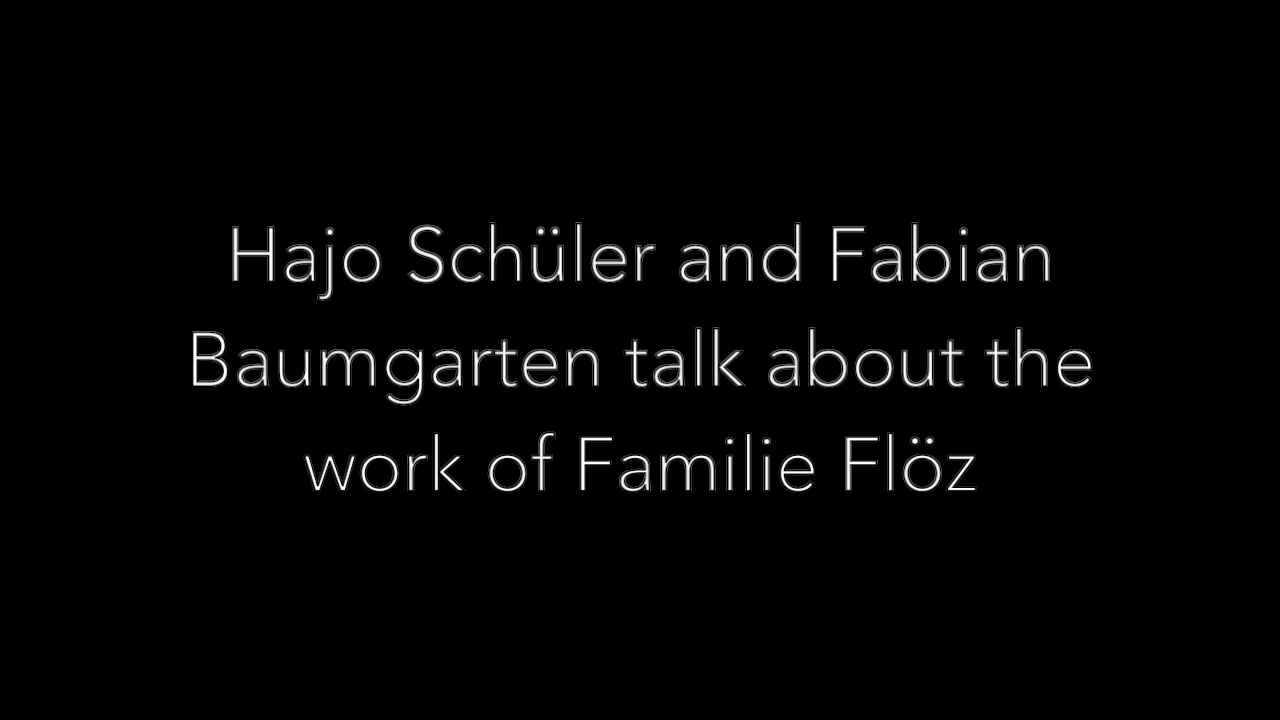 Hajo Schüler and Fabian
Baumgarten talk about the
work of Familie Flöz